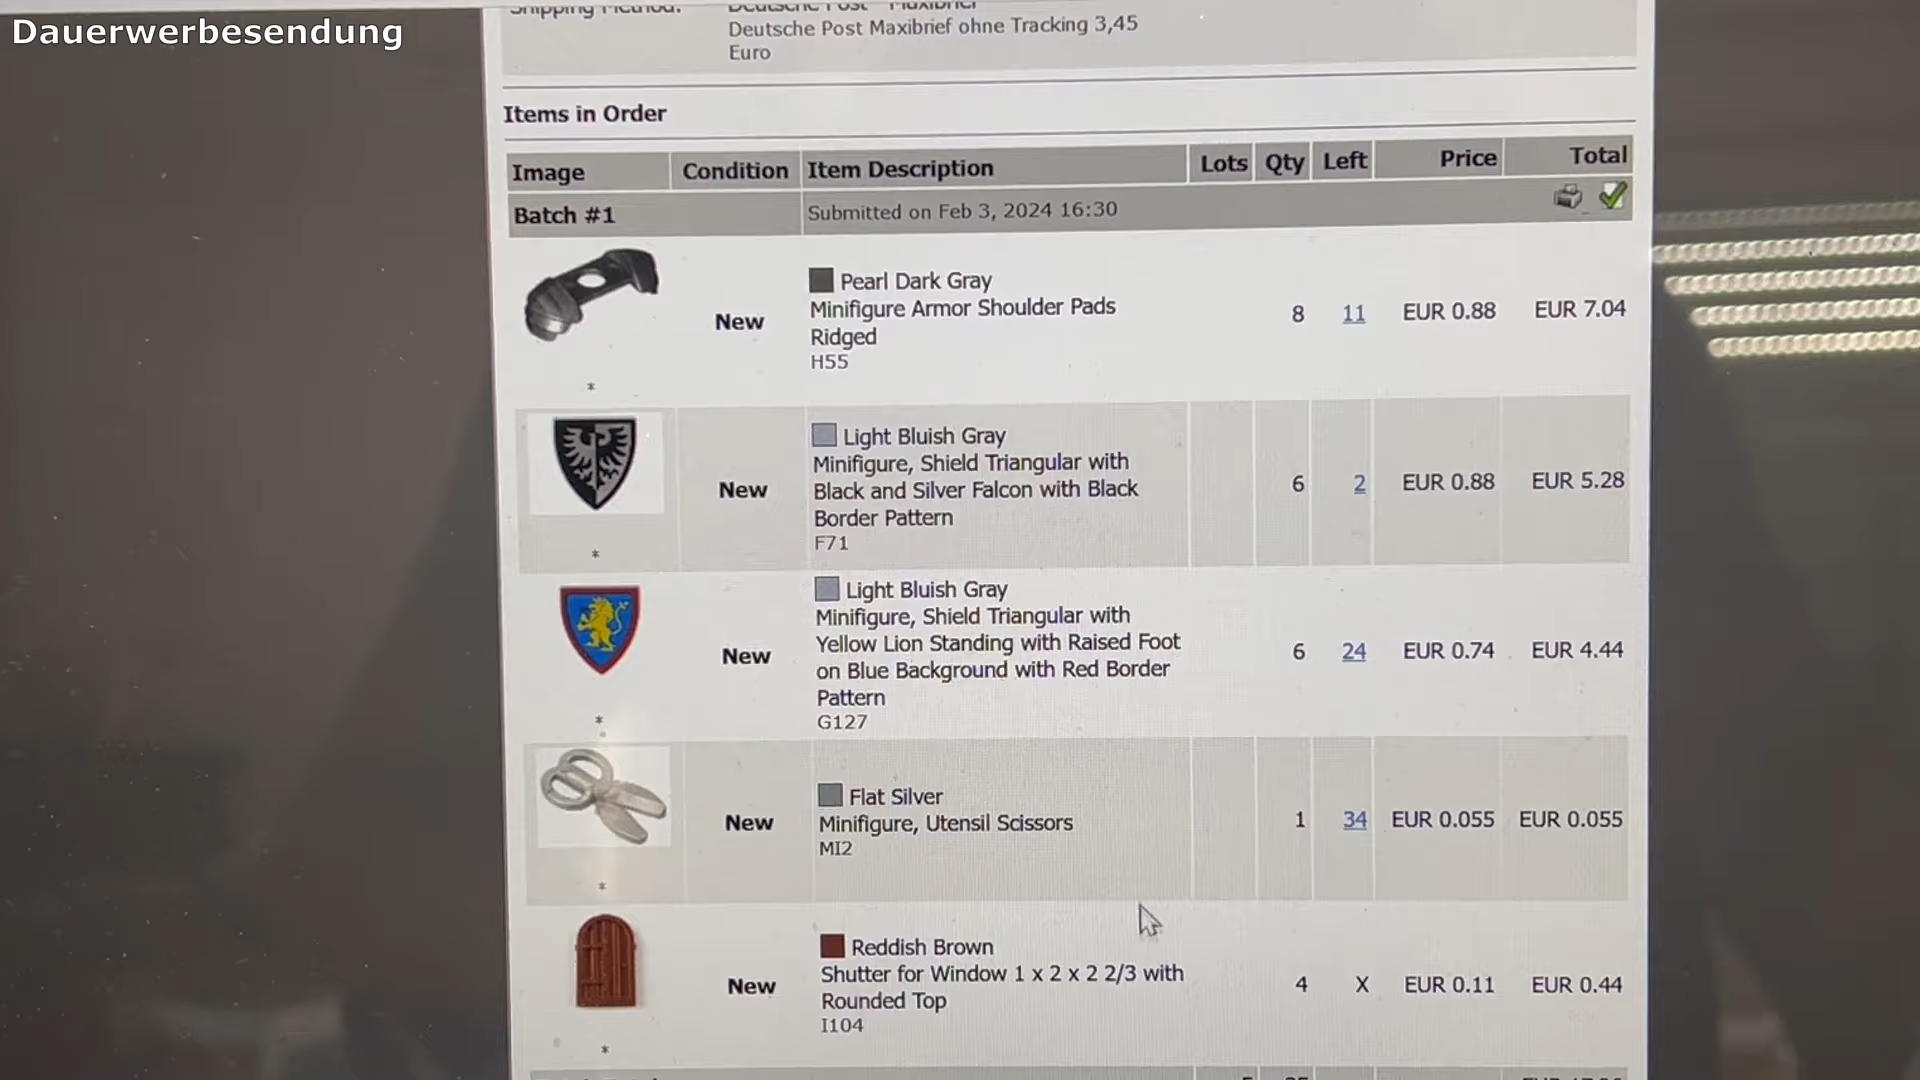 Dauerwerbesendung
Shipping Method:
Deutsche Post Maxibrief ohne Tracking 3,45
Euro
Items in Order
Image Condition Item Description Lots Qty Left Price Total
Batch #1 Submitted on Feb 3, 2024 16:30
Pearl Dark Gray
Minifigure Armor Shoulder Pads
Ridged
H55
New 8 11 EUR 0.88 EUR 7.04
*
Light Bluish Gray
Minifigure, Shield Triangular with
Black and Silver Falcon with Black
Border Pattern
F71
New 6 2 EUR 0.88 EUR 5.28
*
Light Bluish Gray
Minifigure, Shield Triangular with
Yellow Lion Standing with Raised Foot
on Blue Background with Red Border
Pattern
G127
New 6 24 EUR 0.74 EUR 4.44
*
Flat Silver
Minifigure, Utensil Scissors
MI2
New 1 34 EUR 0.055 EUR 0.055
*
Reddish Brown
Shutter for Window 1 x 2 x 2 2/3 with
Rounded Top
I104
New 4 X EUR 0.11 EUR 0.44
*